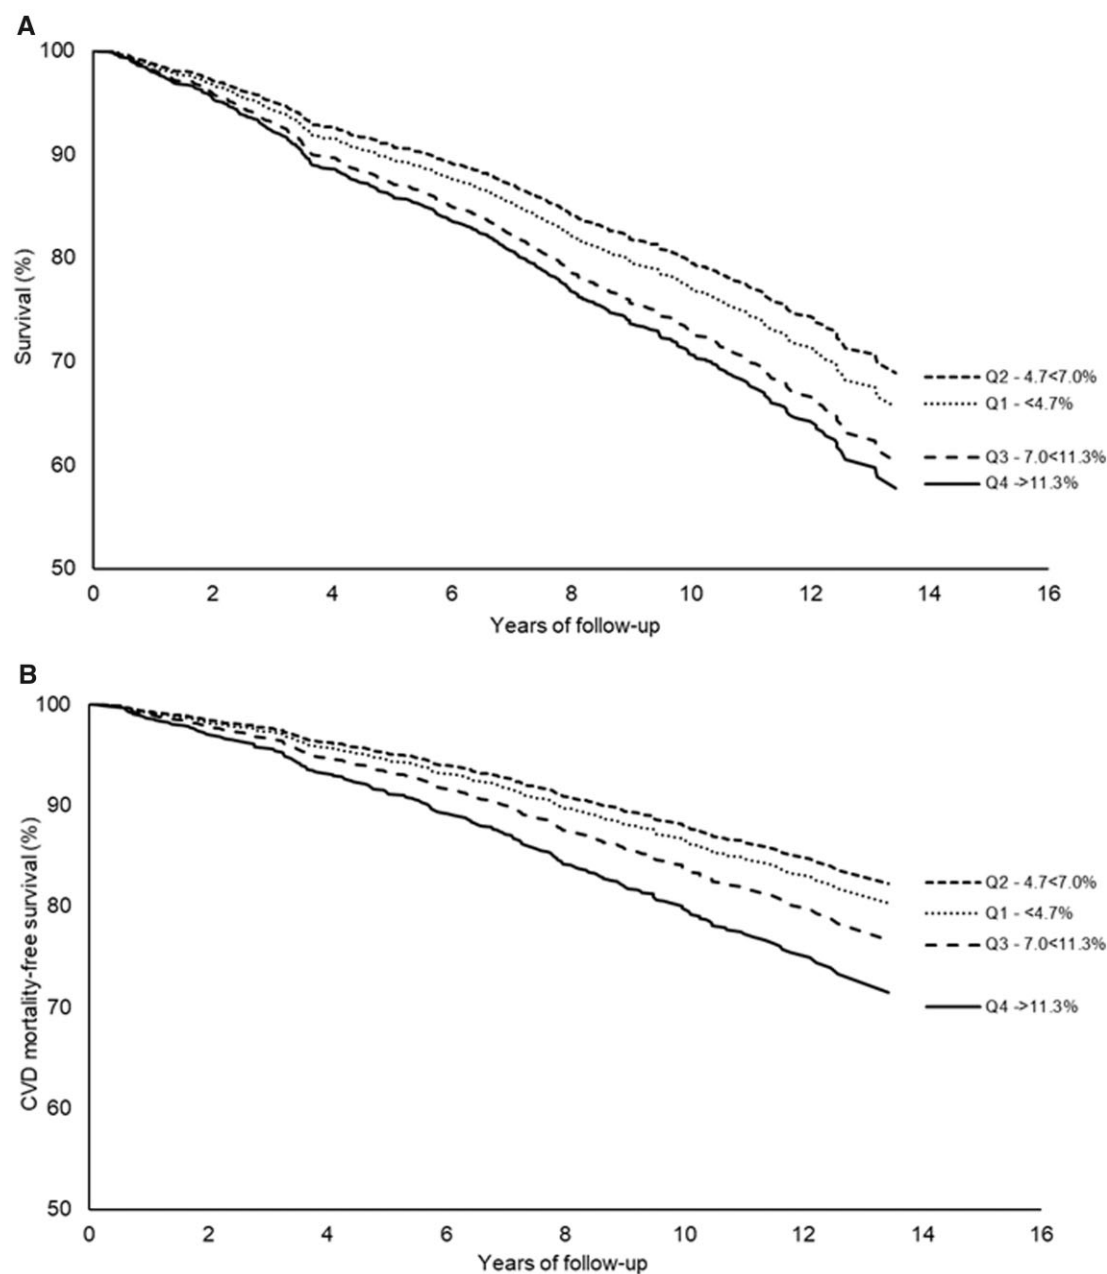 A
100
90
80
70
60
50
Survival (%)
Q2 - 4.7<7.0%
Q1 - <4.7%
Q3 - 7.0<11.3%
Q4 ->11.3%
0 2 4 6 8 10 12 14 16
Years of follow-up
B
100
90
80
70
60
50
CVD mortality-free survival (%)
Q2 - 4.7<7.0%
Q1 - <4.7%
Q3 - 7.0<11.3%
Q4 ->11.3%
0 2 4 6 8 10 12 14 16
Years of follow-up